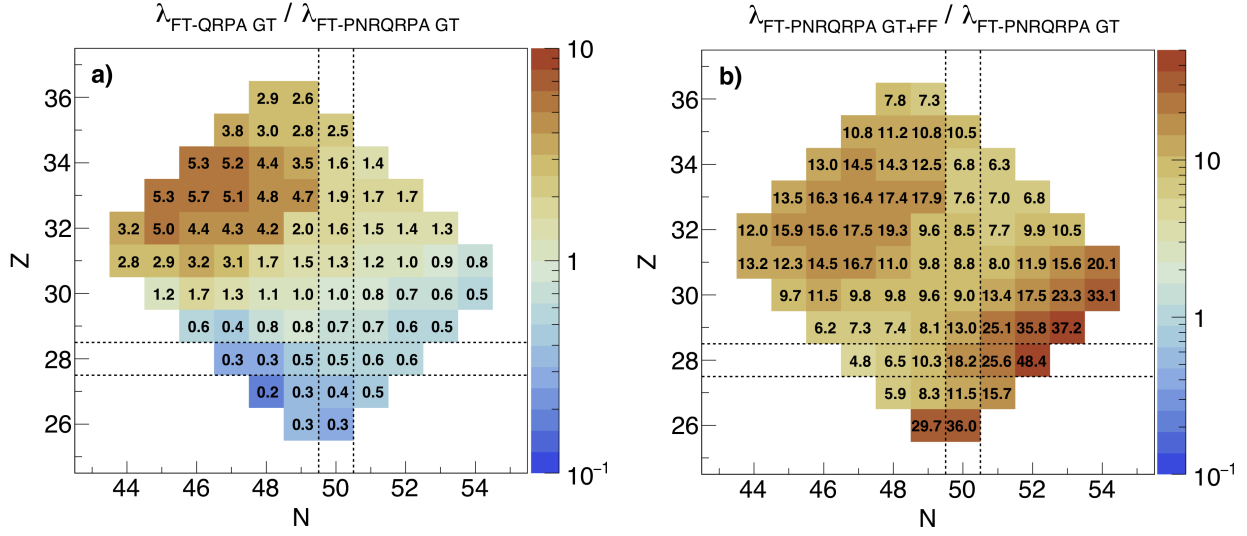 λFT-QRPA GT / λFT-PNRQRPA GT
a)
10
36 2.9 2.6
3.8 3.0 2.8 2.5
34 5.3 5.2 4.4 3.5 1.6 1.4
5.3 5.7 5.1 4.8 4.7 1.9 1.7 1.7
32 3.2 5.0 4.4 4.3 4.2 2.0 1.6 1.5 1.4 1.3
Z 2.8 2.9 3.2 3.1 1.7 1.5 1.3 1.2 1.0 0.9 0.8 1
30 1.2 1.7 1.3 1.1 1.0 1.0 0.8 0.7 0.6 0.5
0.6 0.4 0.8 0.8 0.7 0.7 0.6 0.5
28 0.3 0.3 0.5 0.5 0.6 0.6
0.2 0.3 0.4 0.5
26 0.3 0.3
10⁻¹
44 46 48 50 52 54
N
λFT-PNRQRPA GT+FF / λFT-PNRQRPA GT
b)
36 7.8 7.3
10.8 11.2 10.8 10.5
34 13.0 14.5 14.3 12.5 6.8 6.3 10
13.5 16.3 16.4 17.4 17.9 7.6 7.0 6.8
32 12.0 15.9 15.6 17.5 19.3 9.6 8.5 7.7 9.9 10.5
Z 13.2 12.3 14.5 16.7 11.0 9.8 8.8 8.0 11.9 15.6 20.1
30 9.7 11.5 9.8 9.8 9.6 9.0 13.4 17.5 23.3 33.1
6.2 7.3 7.4 8.1 13.0 25.1 35.8 37.2 1
28 4.8 6.5 10.3 18.2 25.6 48.4
5.9 8.3 11.5 15.7
26 29.7 36.0
10⁻¹
44 46 48 50 52 54
N